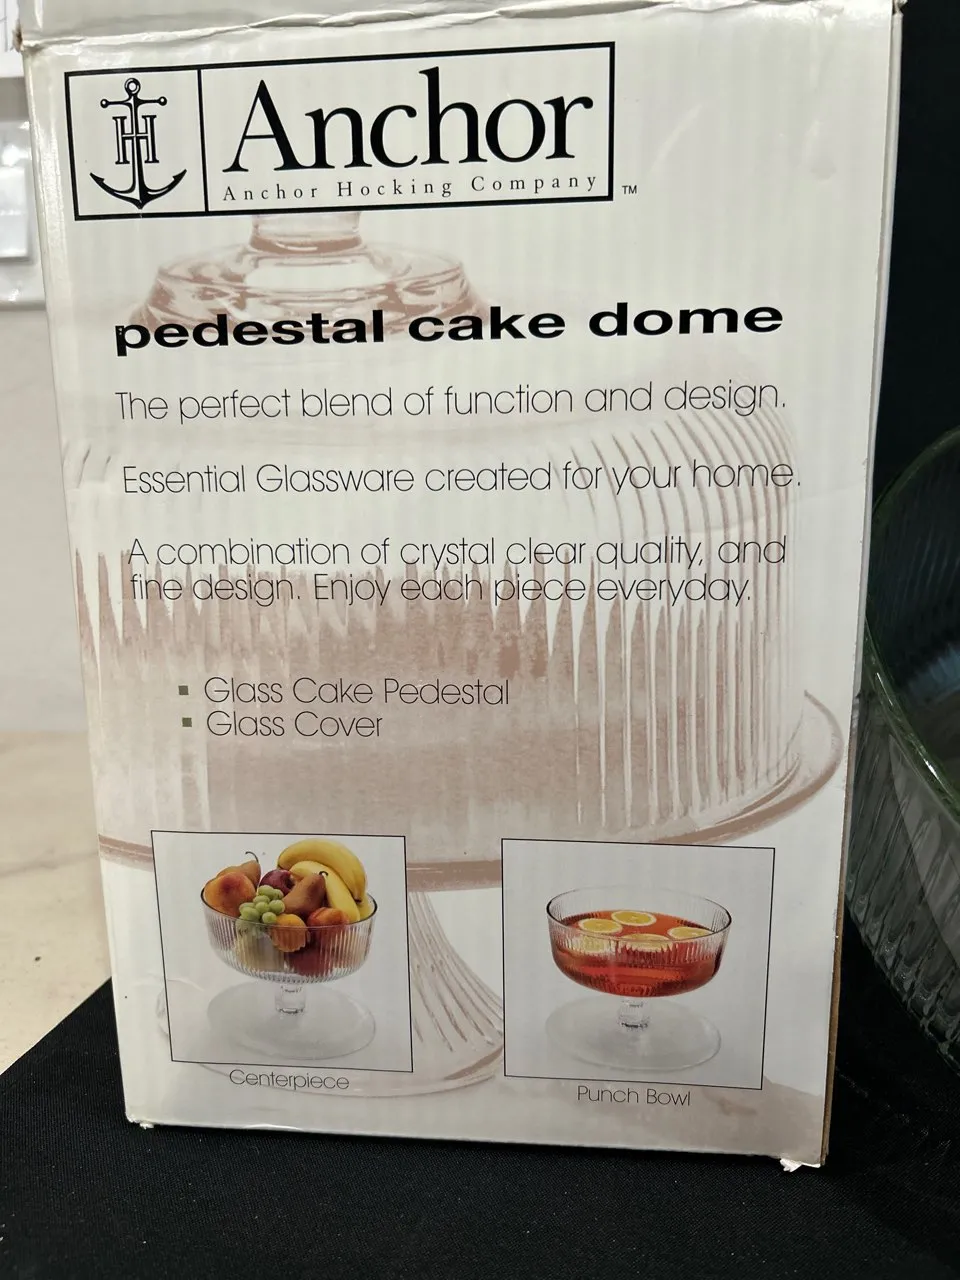 H
Anchor
Anchor Hocking Company
TM
pedestal cake dome
The perfect blend of function and design.
Essential Glassware created for your home.
A combination of crystal clear quality, and
fine design. Enjoy each piece everyday.
▪ Glass Cake Pedestal
▪ Glass Cover
Centerpiece
Punch Bowl